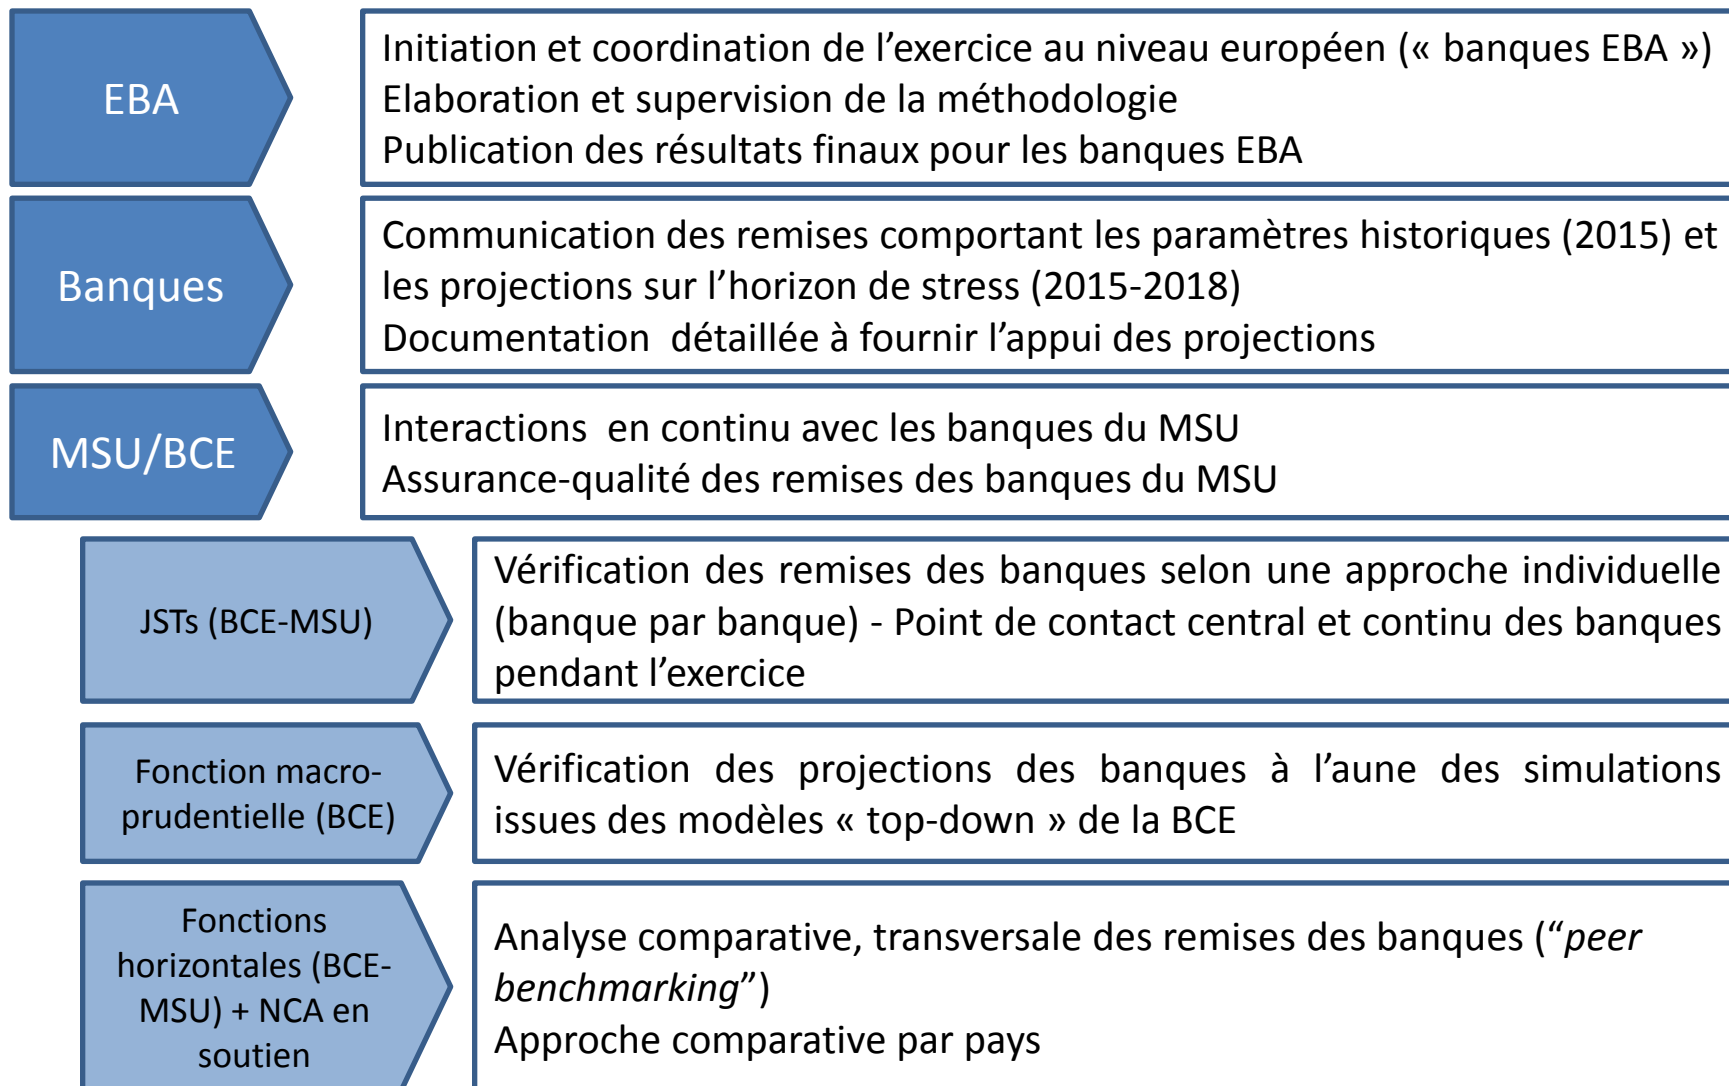 EBA
Initiation et coordination de l’exercice au niveau européen (« banques EBA »)
Elaboration et supervision de la méthodologie
Publication des résultats finaux pour les banques EBA
Banques
Communication des remises comportant les paramètres historiques (2015) et
les projections sur l’horizon de stress (2015-2018)
Documentation  détaillée à fournir l’appui des projections
MSU/BCE
Interactions  en continu avec les banques du MSU
Assurance-qualité des remises des banques du MSU
JSTs (BCE-MSU)
Vérification des remises des banques selon une approche individuelle
(banque par banque) - Point de contact central et continu des banques
pendant l’exercice
Fonction macro-
prudentielle (BCE)
Vérification des projections des banques à l’aune des simulations
issues des modèles « top-down » de la BCE
Fonctions
horizontales (BCE-
MSU) + NCA en
soutien
Analyse comparative, transversale des remises des banques (“peer
benchmarking”)
Approche comparative par pays